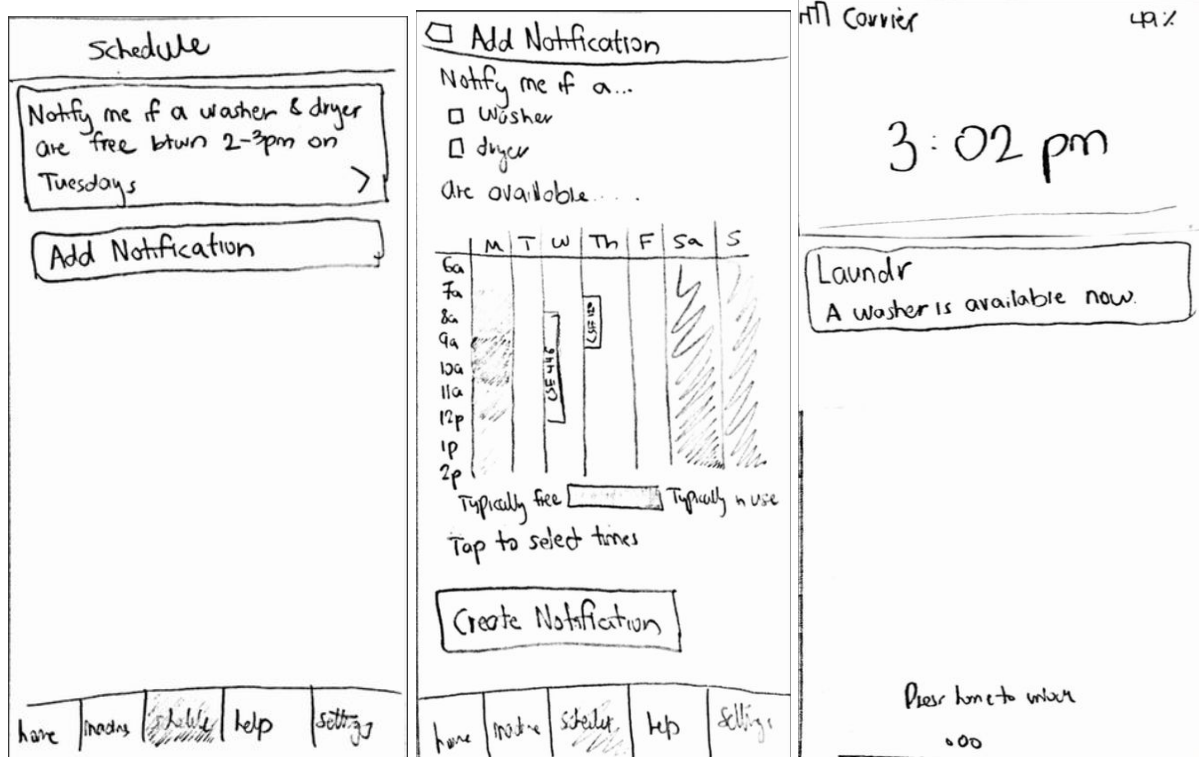 Schedule
Notify me if a washer & dryer
are free btwn 2-3pm on
Tuesdays >
Add Notification
home
schedule
help
settings
Add Notification
Notify me if a...
Washer
dryer
are available....
M T W Th F Sa S
6a
7a
8a
9a
10a
11a
12p
1p
2p
CSE 446
CSE
Typically free Typically in use
Tap to select times
Create Notification
home
schedule
help
Settings
Carrier 49%
3:02 pm
Laundr
A washer is available now.
Press home to unlock